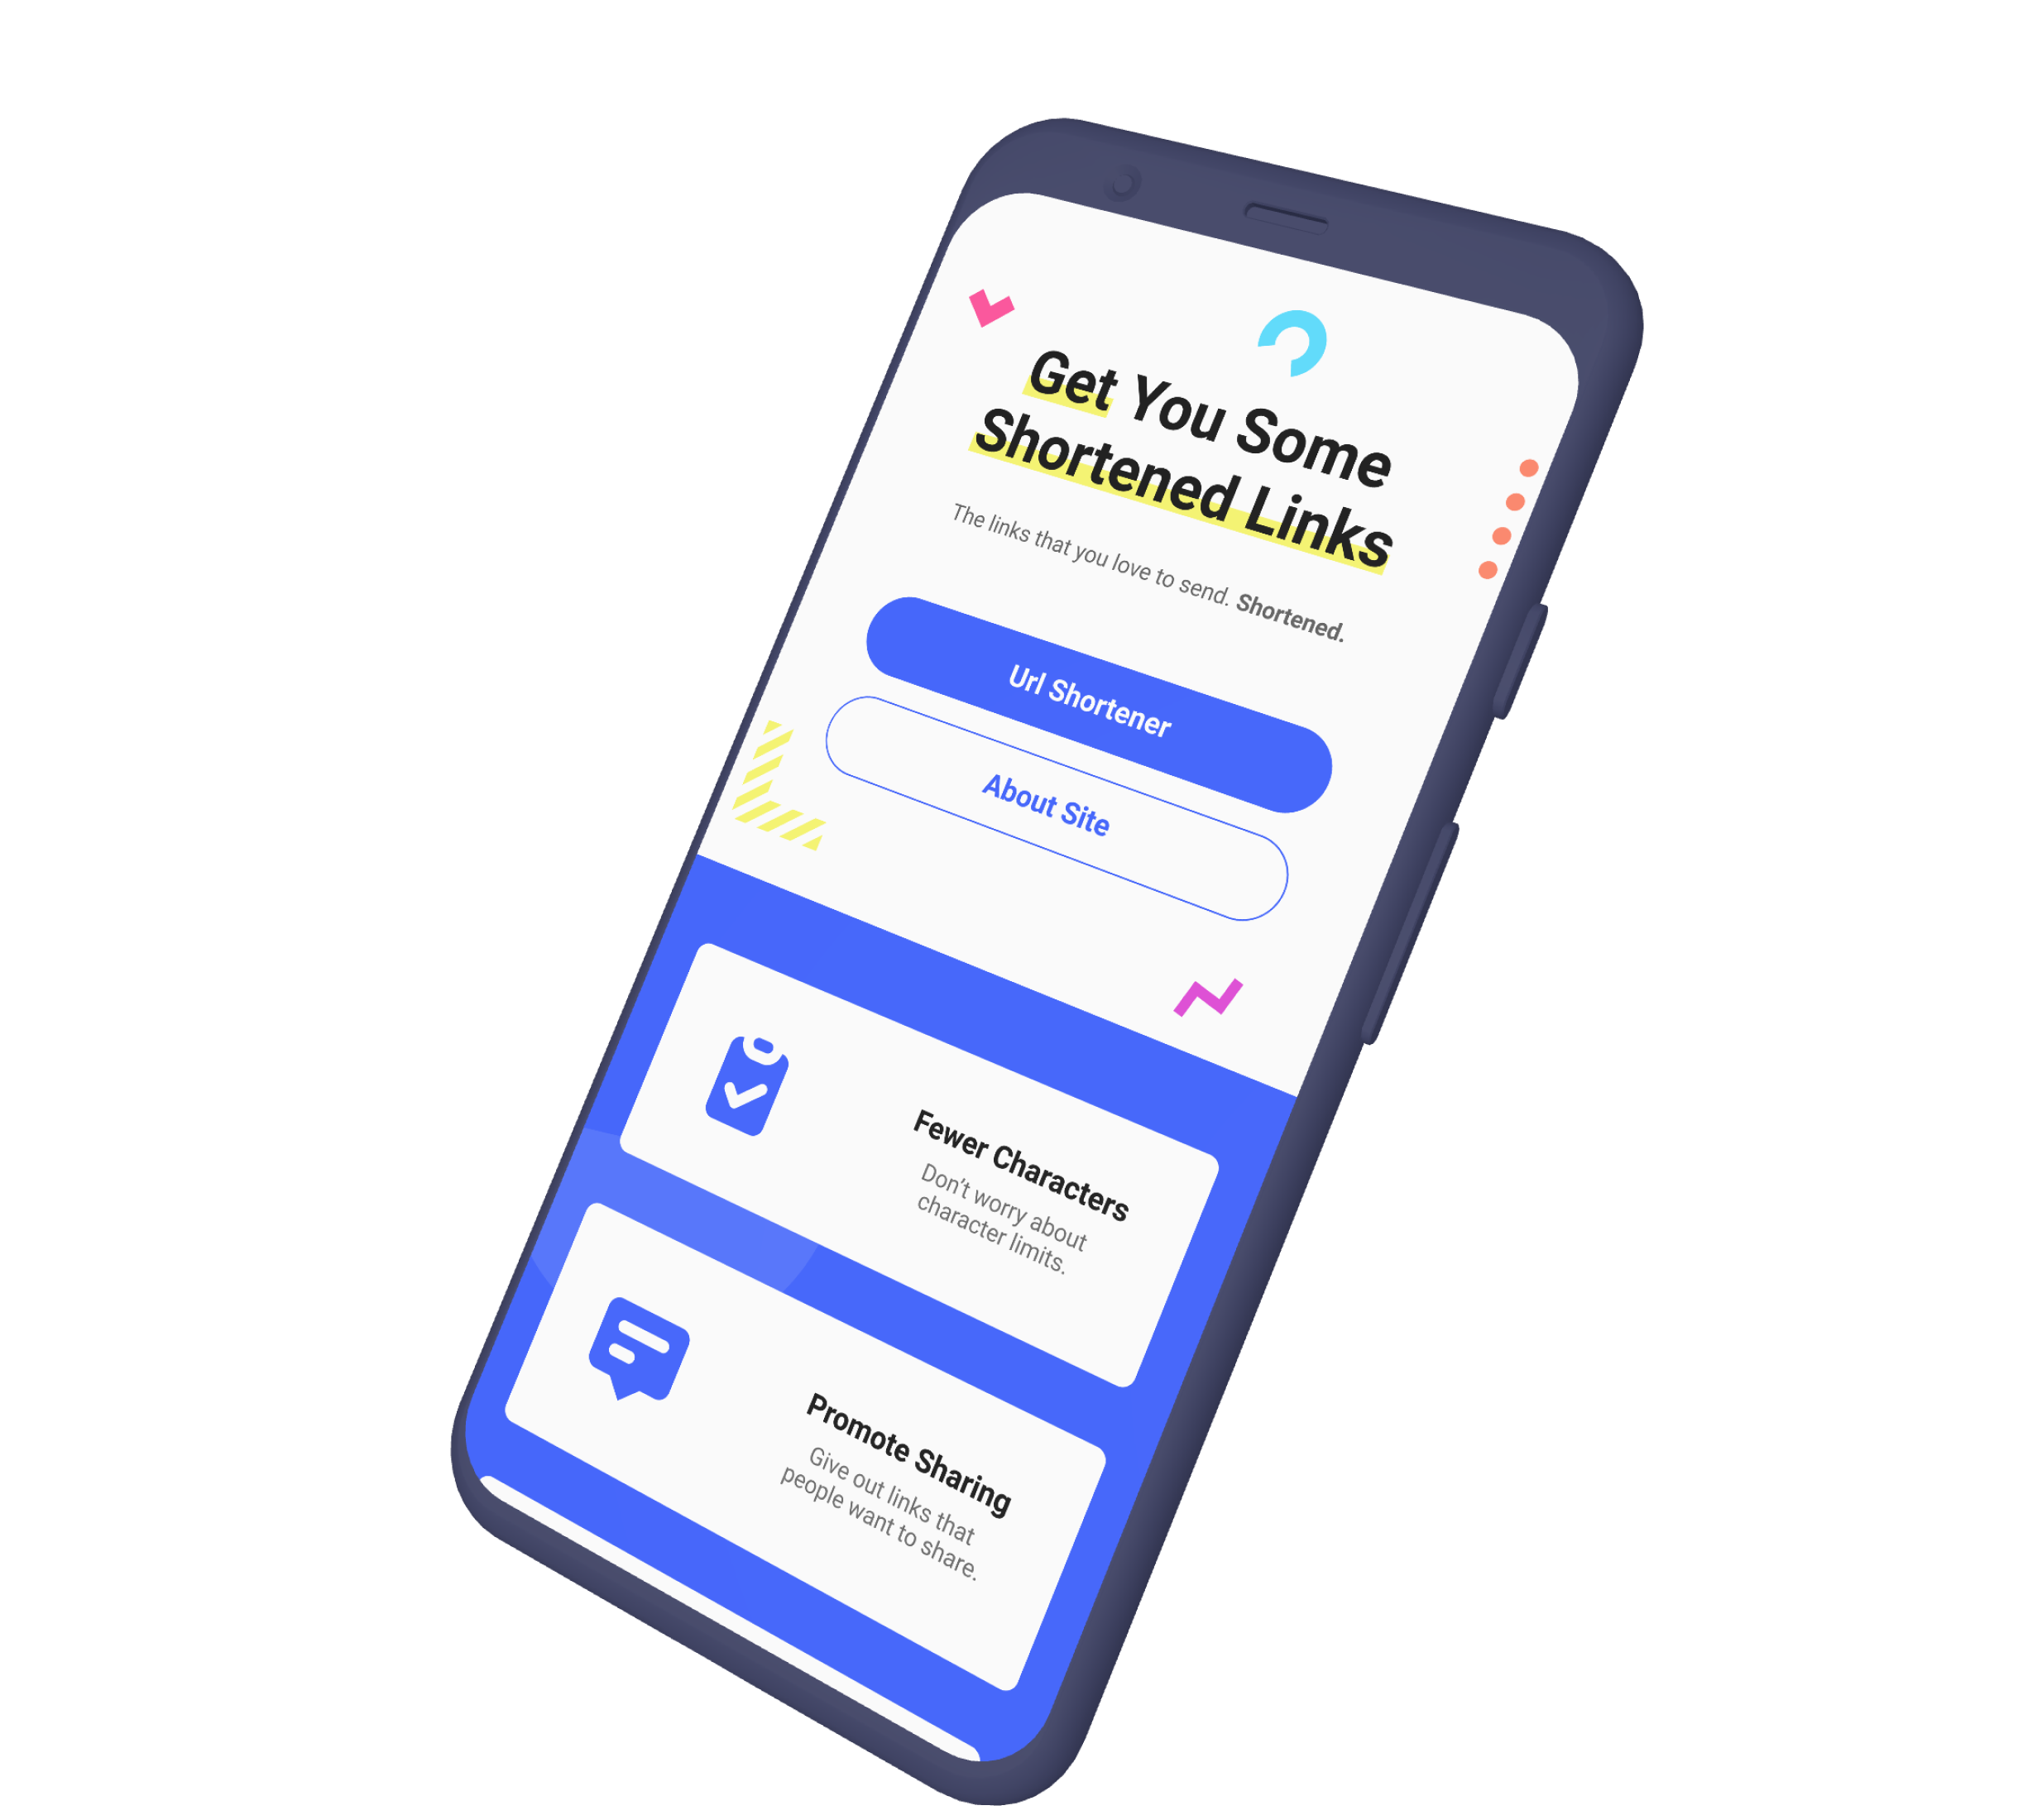 Get You Some
Shortened Links
The links that you love to send. Shortened.
Url Shortener
About Site
Fewer Characters
Don't worry about
character limits.
Promote Sharing
Give out links that
people want to share.